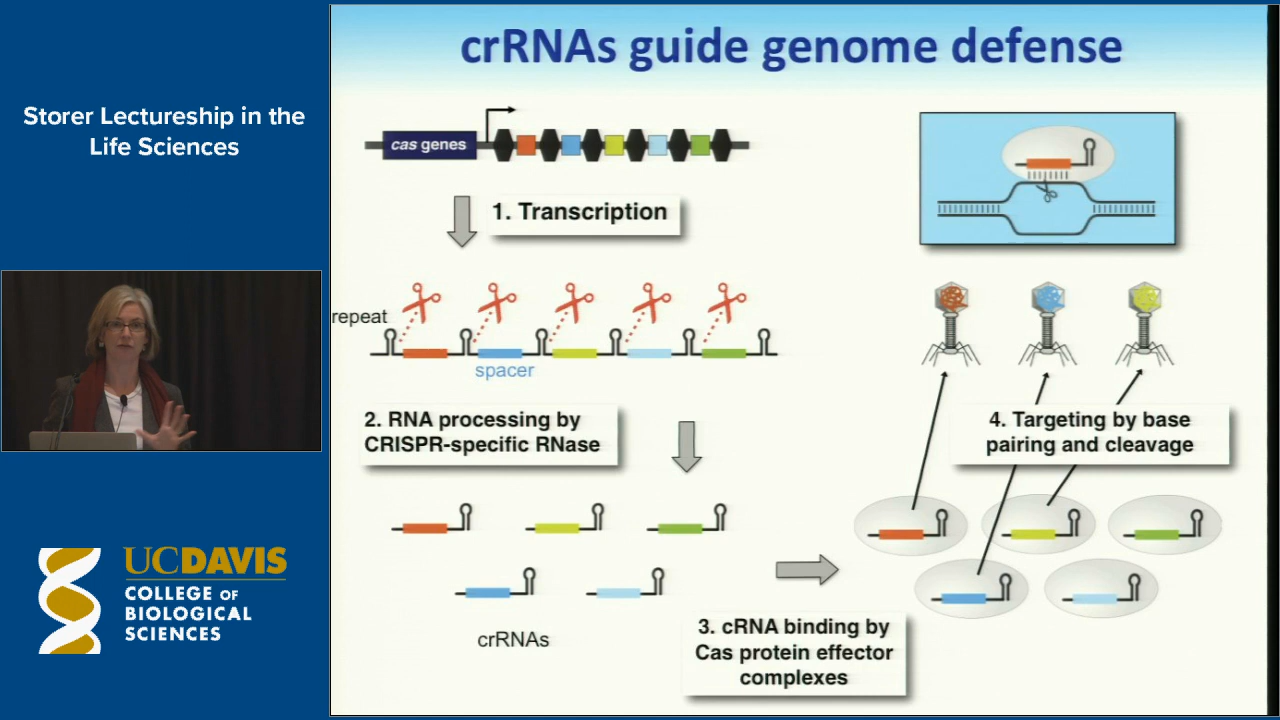 Storer Lectureship in the
Life Sciences
UCDAVIS
COLLEGE OF
BIOLOGICAL
SCIENCES
crRNAs guide genome defense
cas genes
1. Transcription
repeat
spacer
2. RNA processing by
CRISPR-specific RNase
crRNAs
3. cRNA binding by
Cas protein effector
complexes
4. Targeting by base
pairing and cleavage